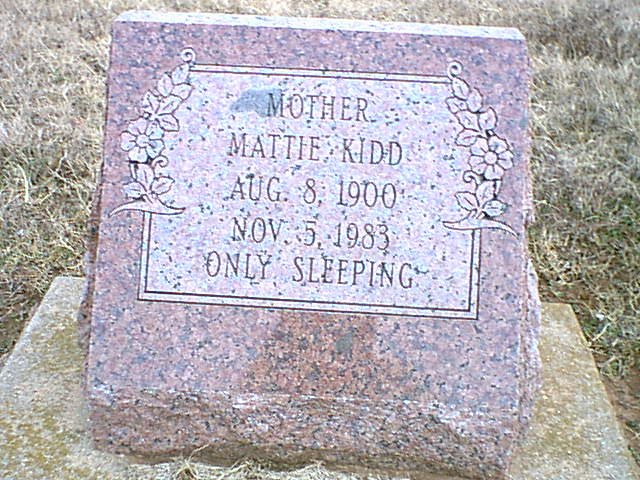 MOTHER
MATTIE KIDD
AUG. 8, 1900
NOV. 5, 1983
ONLY SLEEPING